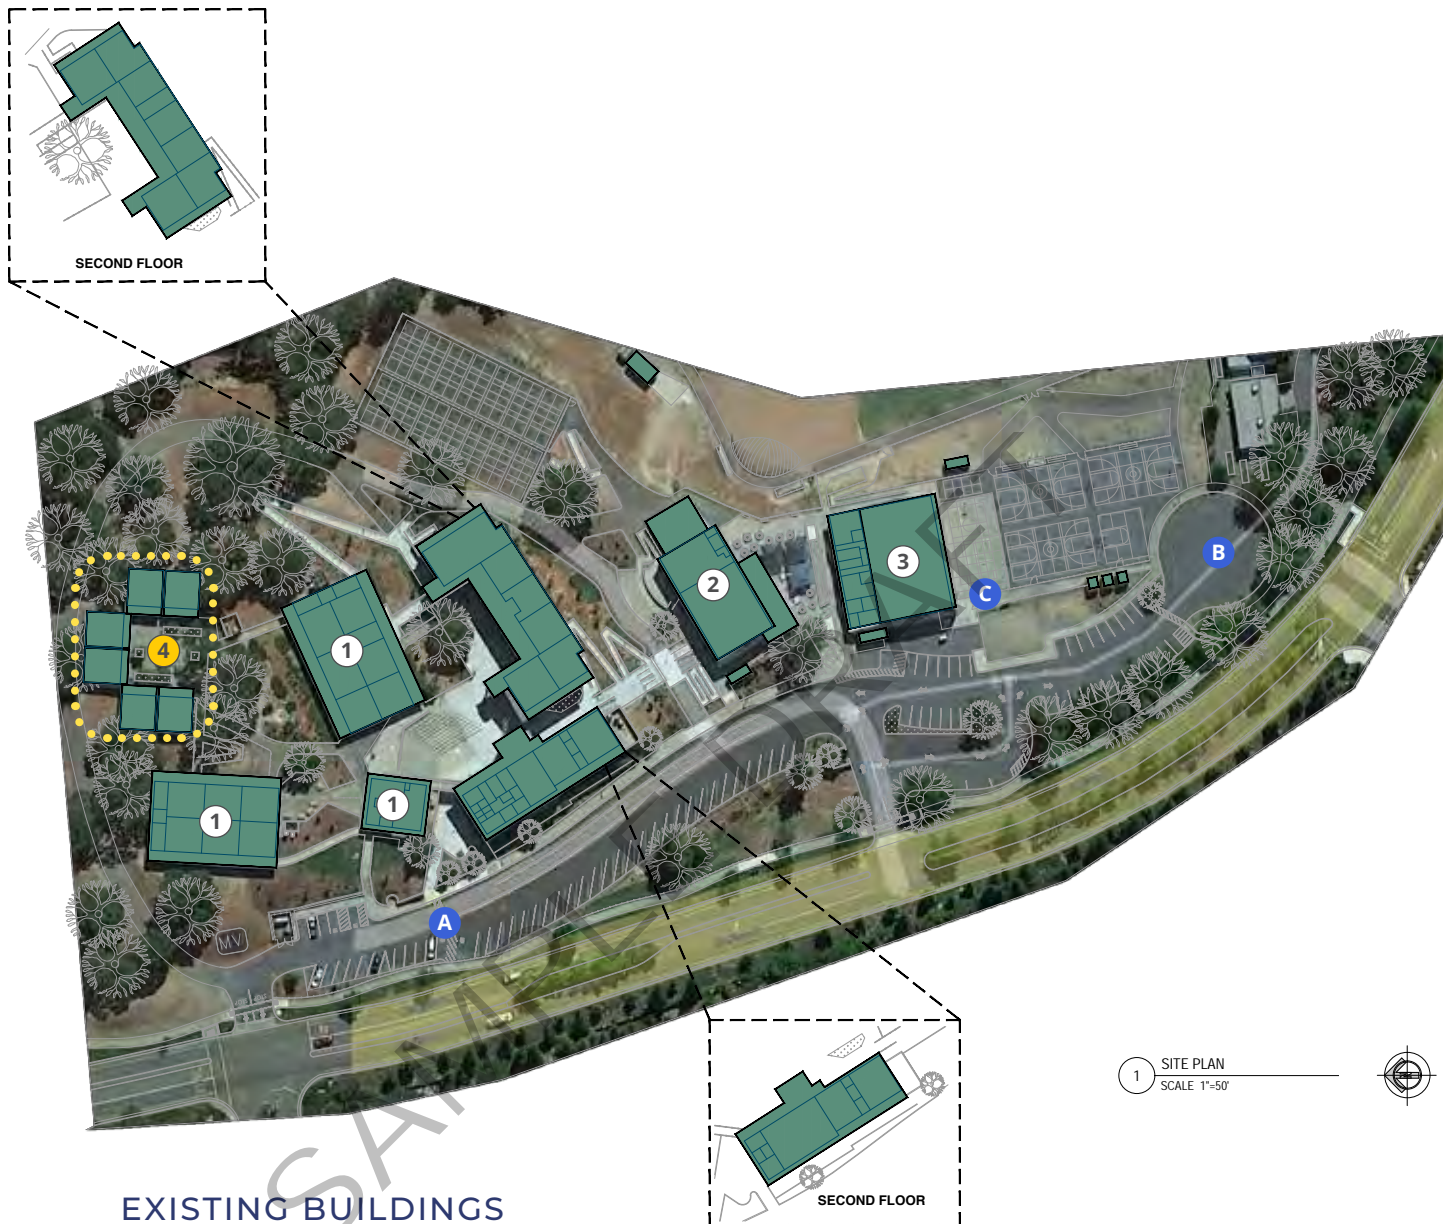 SECOND FLOOR
4
1
1
1
2
3
A
B
C
MV
SAMPLE DRAFT
1
SITE PLAN
SCALE 1"=50'
SECOND FLOOR
EXISTING BUILDINGS